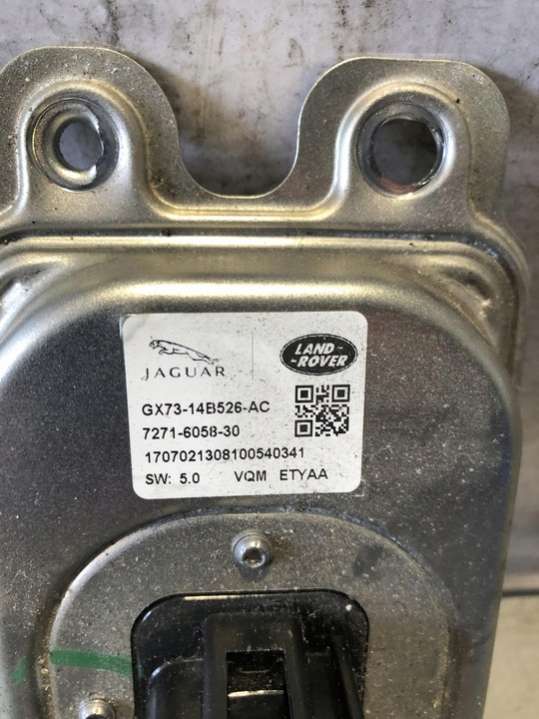 JAGUAR
LAND-
-ROVER
GX73-14B526-AC
7271-6058-30
1707021308100540341
SW: 5.0 VQM ETYAA